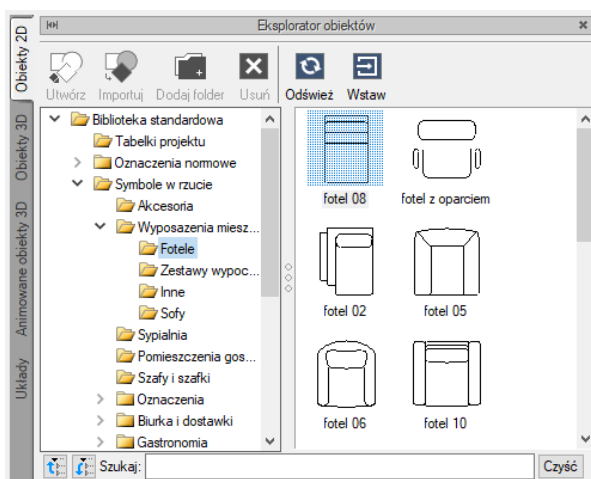 Eksplorator obiektów
Obiekty 2D
Obiekty 3D
Animowane obiekty 3D
Układy
Utwórz Importuj Dodaj folder Usuń Odśwież Wstaw
Biblioteka standardowa
Tabelki projektu
Oznaczenia normowe
Symbole w rzucie
Akcesoria
Wyposazenia miesz...
Fotele
Zestawy wypoc...
Inne
Sofy
Sypialnia
Pomieszczenia gos...
Szafy i szafki
Oznaczenia
Biurka i dostawki
Gastronomia
fotel 08 fotel z oparciem
fotel 02 fotel 05
fotel 06 fotel 10
Szukaj: Czyść